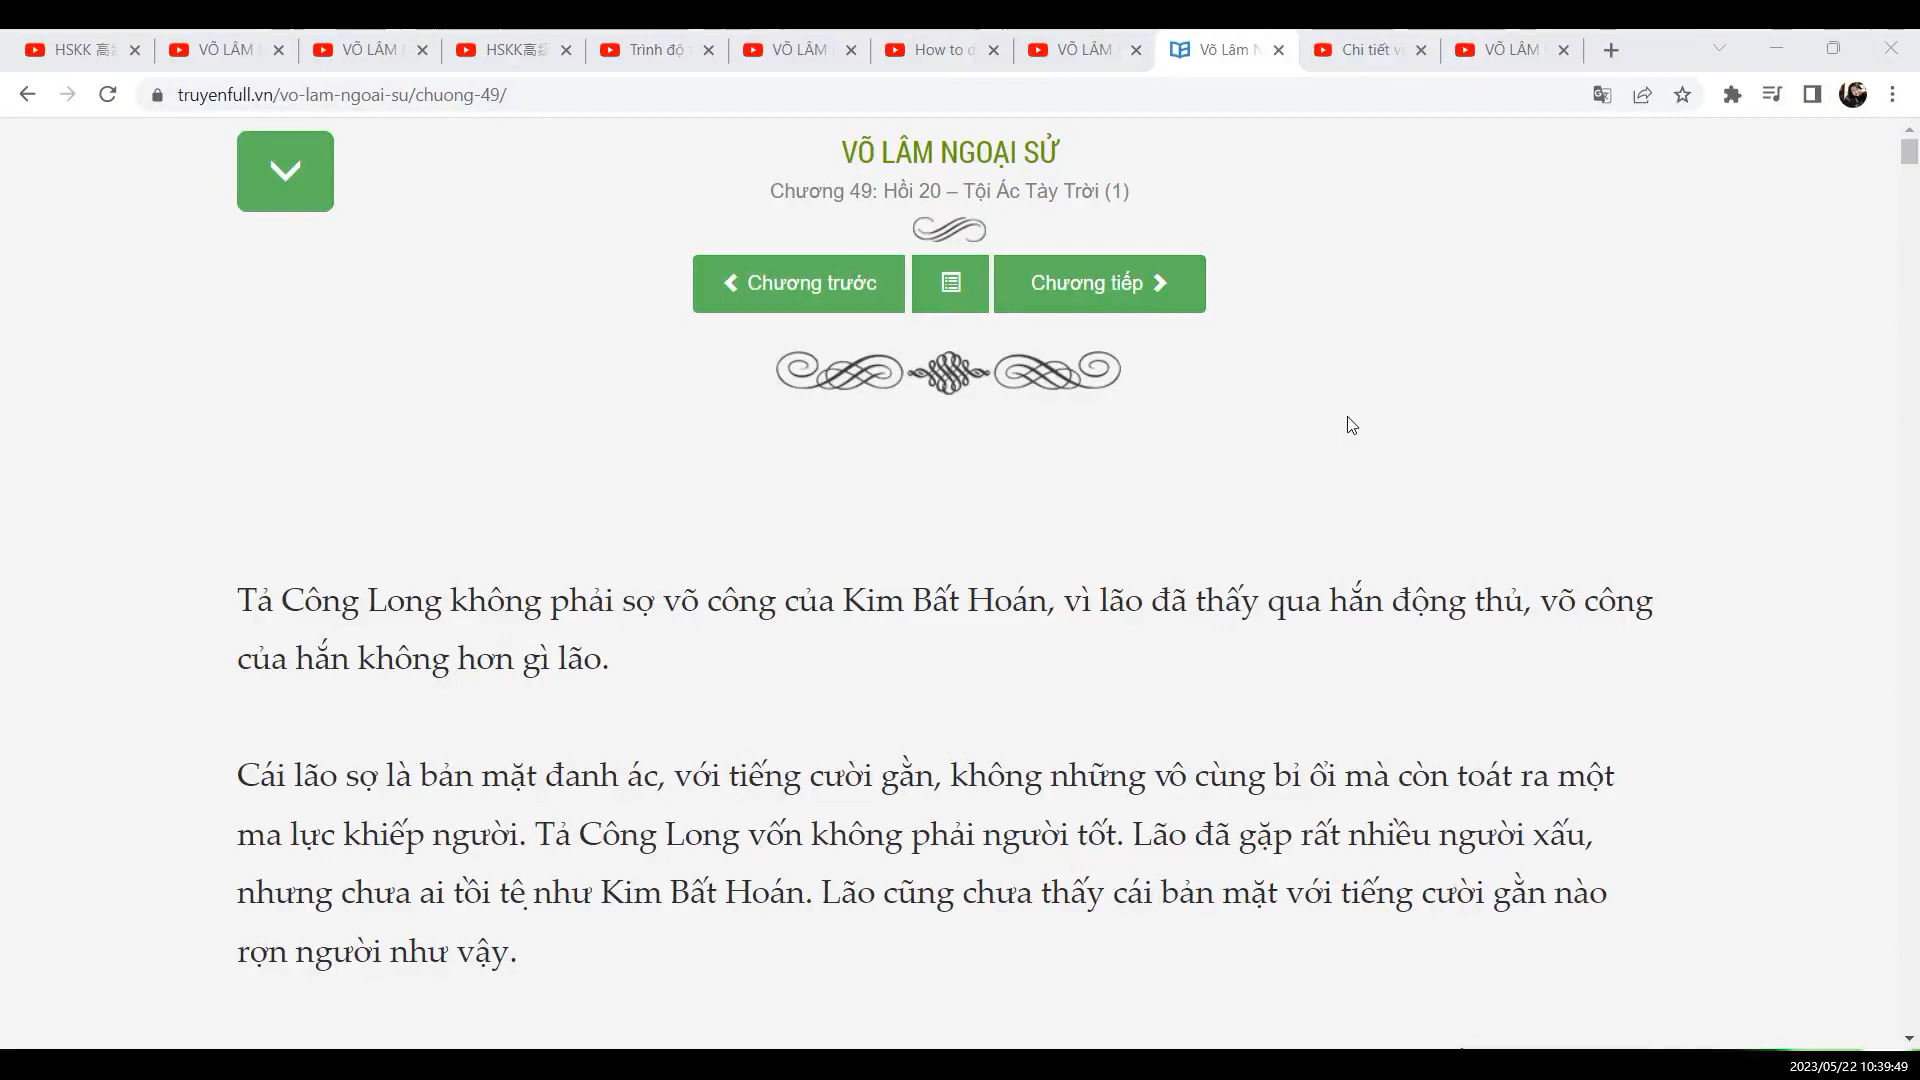 HSKK 高
VÕ LÂM
VÕ LÂM
HSKK高級
Trình độ
VÕ LÂM
How to
VÕ LÂM
Võ Lâm N
Chi tiết
VÕ LÂM
truyenfull.vn/vo-lam-ngoai-su/chuong-49/
VÕ LÂM NGOẠI SỬ
Chương 49: Hồi 20 – Tội Ác Tày Trời (1)
Chương trước
Chương tiếp
Tả Công Long không phải sợ võ công của Kim Bất Hoán, vì lão đã thấy qua hắn động thủ, võ công
của hắn không hơn gì lão.
Cái lão sợ là bản mặt đanh ác, với tiếng cười gằn, không những vô cùng bỉ ổi mà còn toát ra một
ma lực khiếp người. Tả Công Long vốn không phải người tốt. Lão đã gặp rất nhiều người xấu,
nhưng chưa ai tồi tệ như Kim Bất Hoán. Lão cũng chưa thấy cái bản mặt với tiếng cười gằn nào
rợn người như vậy.
2023/05/22 10:39:49